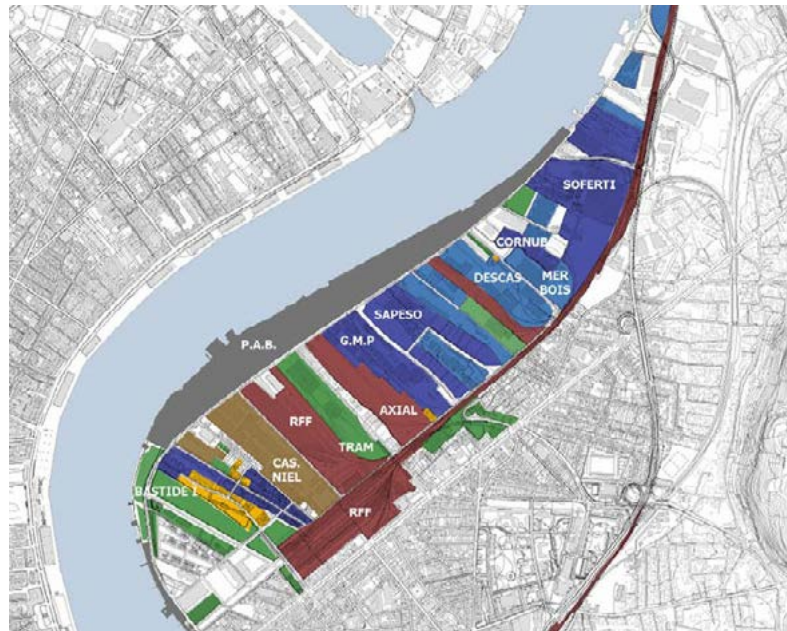 SOFERTI
CORNUB
DESCAS
MER
BOIS
SAPESO
P.A.B.
G.M.P
AXIAL
RFF
TRAM
CAS.
NIEL
BASTIDE I
RFF